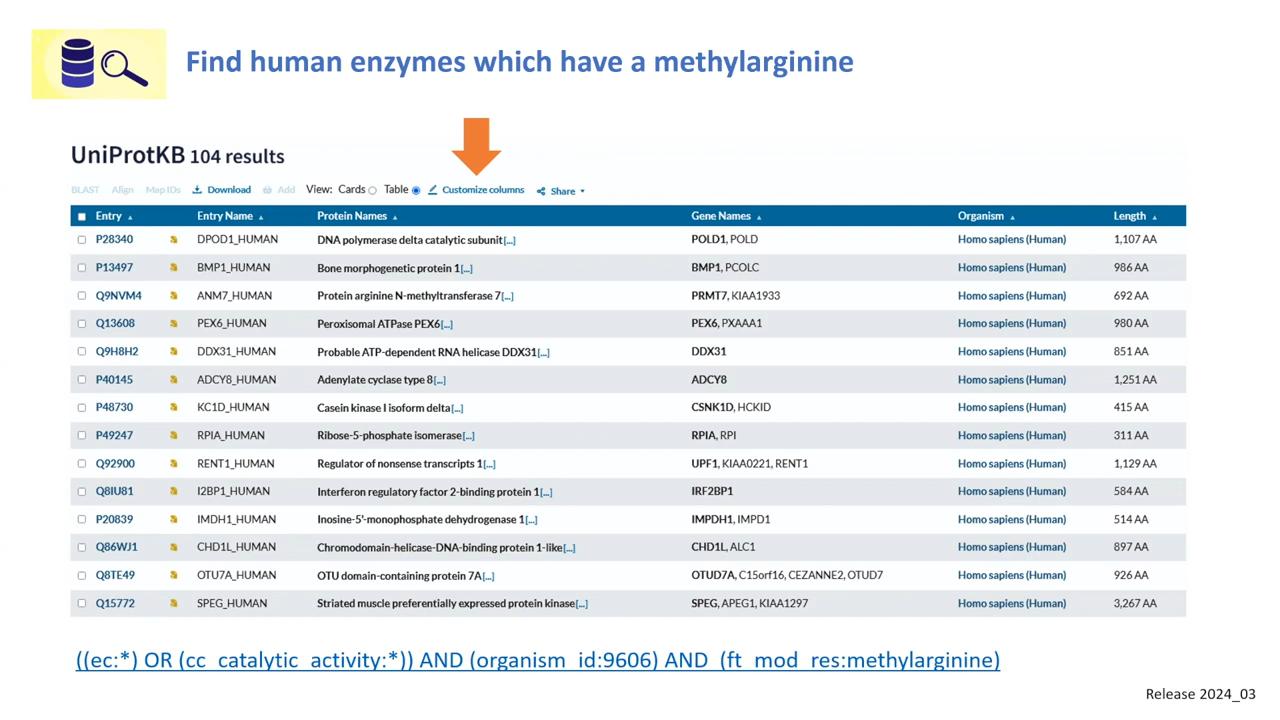 Find human enzymes which have a methylarginine
UniProtKB 104 results
BLAST Align Map IDs Download Add View: Cards Table Customize columns Share
Entry Entry Name Protein Names Gene Names Organism Length
P28340 DPOD1_HUMAN DNA polymerase delta catalytic subunit[...] POLD1, POLD Homo sapiens (Human) 1,107 AA
P13497 BMP1_HUMAN Bone morphogenetic protein 1[...] BMP1, PCOLC Homo sapiens (Human) 986 AA
Q9NVM4 ANM7_HUMAN Protein arginine N-methyltransferase 7[...] PRMT7, KIAA1933 Homo sapiens (Human) 692 AA
Q13608 PEX6_HUMAN Peroxisomal ATPase PEX6[...] PEX6, PXAAA1 Homo sapiens (Human) 980 AA
Q9H8H2 DDX31_HUMAN Probable ATP-dependent RNA helicase DDX31[...] DDX31 Homo sapiens (Human) 851 AA
P40145 ADCY8_HUMAN Adenylate cyclase type 8[...] ADCY8 Homo sapiens (Human) 1,251 AA
P48730 KC1D_HUMAN Casein kinase I isoform delta[...] CSNK1D, HCKID Homo sapiens (Human) 415 AA
P49247 RPIA_HUMAN Ribose-5-phosphate isomerase[...] RPIA, RPI Homo sapiens (Human) 311 AA
Q92900 RENT1_HUMAN Regulator of nonsense transcripts 1[...] UPF1, KIAA0221, RENT1 Homo sapiens (Human) 1,129 AA
Q8IU81 I2BP1_HUMAN Interferon regulatory factor 2-binding protein 1[...] IRF2BP1 Homo sapiens (Human) 584 AA
P20839 IMDH1_HUMAN Inosine-5'-monophosphate dehydrogenase 1[...] IMPDH1, IMPD1 Homo sapiens (Human) 514 AA
Q86WJ1 CHD1L_HUMAN Chromodomain-helicase-DNA-binding protein 1-like[...] CHD1L, ALC1 Homo sapiens (Human) 897 AA
Q8TE49 OTU7A_HUMAN OTU domain-containing protein 7A[...] OTUD7A, C15orf16, CEZANNE2, OTUD7 Homo sapiens (Human) 926 AA
Q15772 SPEG_HUMAN Striated muscle preferentially expressed protein kinase[...] SPEG, APEG1, KIAA1297 Homo sapiens (Human) 3,267 AA
((ec:*) OR (cc_catalytic_activity:*)) AND (organism_id:9606) AND (ft_mod_res:methylarginine)
Release 2024_03